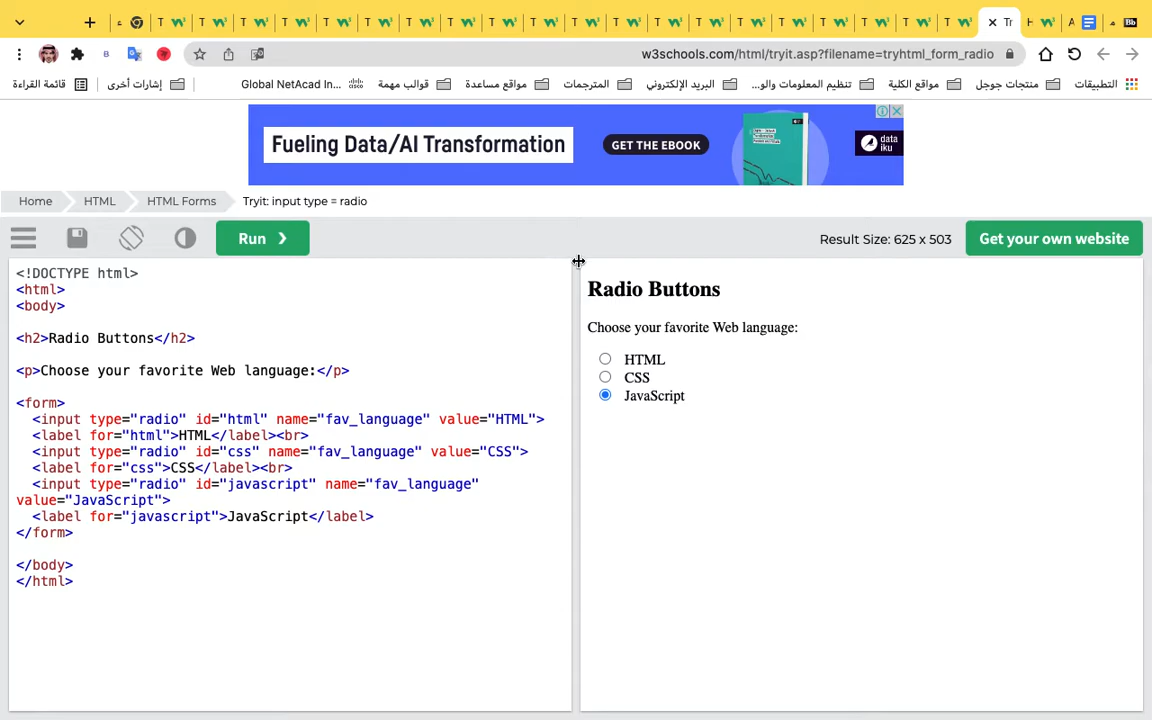 w3schools.com/html/tryit.asp?filename=tryhtml_form_radio
التطبيقات
منتجات جوجل
مواقع الكلية
تنظيم المعلومات والو...
البريد الإلكتروني
المترجمات
مواقع مساعدة
قوالب مهمة
Global NetAcad In...
إشارات أخرى
قائمة القراءة
Fueling Data/AI Transformation
GET THE EBOOK
data
iku
Home
HTML
HTML Forms
Tryit: input type = radio
Run ❯
Result Size: 625 x 503
Get your own website
<!DOCTYPE html>
<html>
<body>
<h2>Radio Buttons</h2>
<p>Choose your favorite Web language:</p>
<form>
<input type="radio" id="html" name="fav_language" value="HTML">
<label for="html">HTML</label><br>
<input type="radio" id="css" name="fav_language" value="CSS">
<label for="css">CSS</label><br>
<input type="radio" id="javascript" name="fav_language"
value="JavaScript">
<label for="javascript">JavaScript</label>
</form>
</body>
</html>
Radio Buttons
Choose your favorite Web language:
HTML
CSS
JavaScript